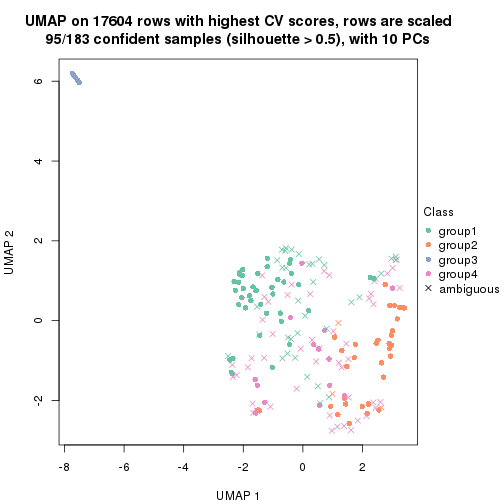 UMAP on 17604 rows with highest CV scores, rows are scaled
95/183 confident samples (silhouette > 0.5), with 10 PCs
6
4
2
0
-2
UMAP 2
-8
-6
-4
-2
0
2
UMAP 1
Class
group1
group2
group3
group4
ambiguous